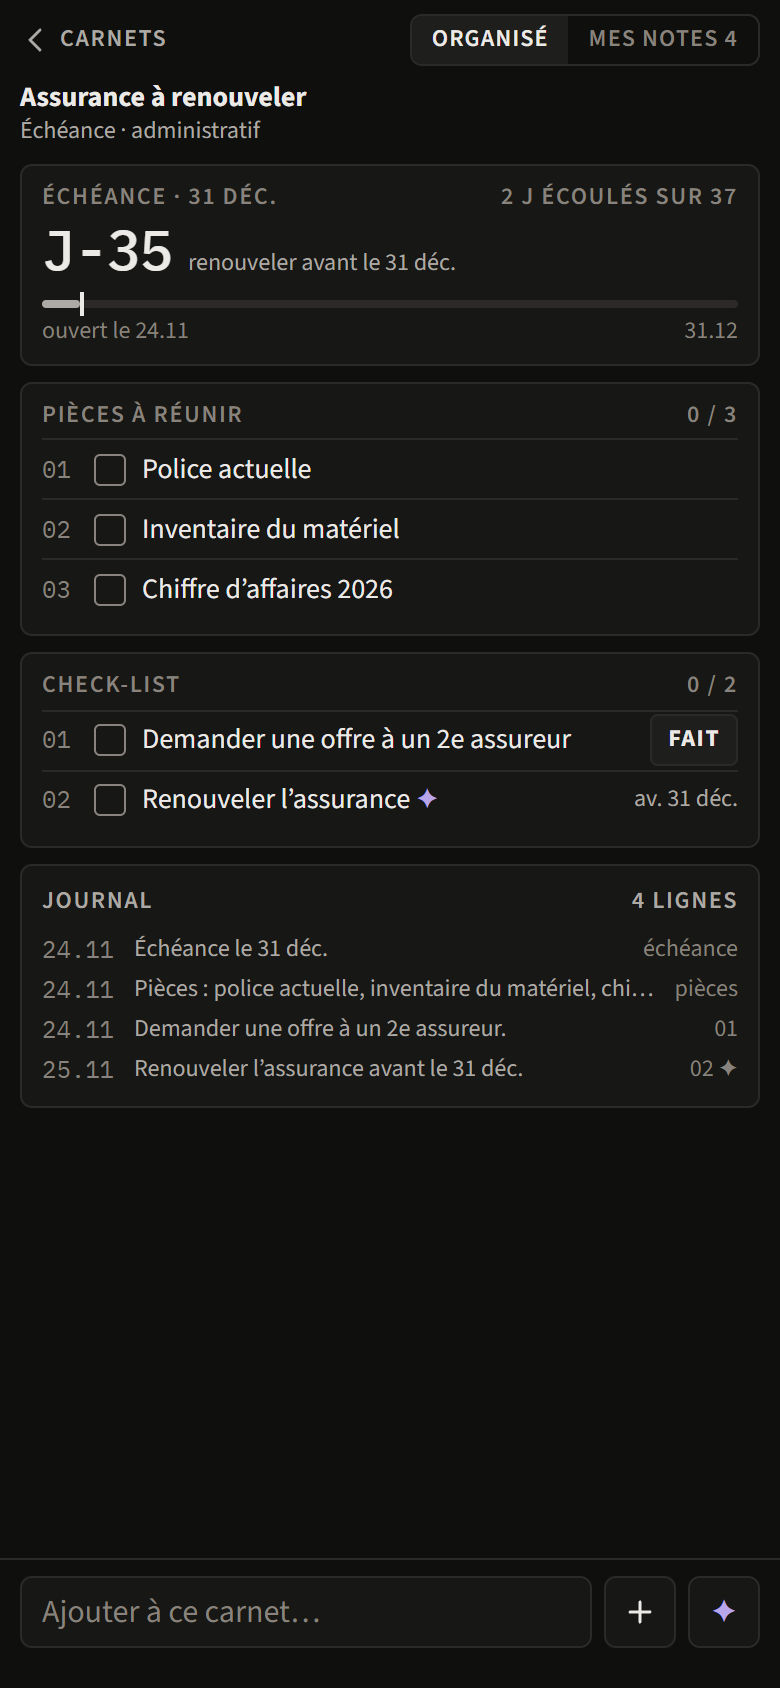 CARNETS
ORGANISÉ
MES NOTES 4
Assurance à renouveler
Échéance · administratif
ÉCHÉANCE · 31 DÉC.
2 J ÉCOULÉS SUR 37
J-35 renouveler avant le 31 déc.
ouvert le 24.11
31.12
PIÈCES À RÉUNIR
0 / 3
01 Police actuelle
02 Inventaire du matériel
03 Chiffre d’affaires 2026
CHECK-LIST
0 / 2
01 Demander une offre à un 2e assureur
FAIT
02 Renouveler l’assurance ✦
av. 31 déc.
JOURNAL
4 LIGNES
24.11 Échéance le 31 déc. échéance
24.11 Pièces : police actuelle, inventaire du matériel, chi… pièces
24.11 Demander une offre à un 2e assureur. 01
25.11 Renouveler l’assurance avant le 31 déc. 02 ✦
Ajouter à ce carnet…